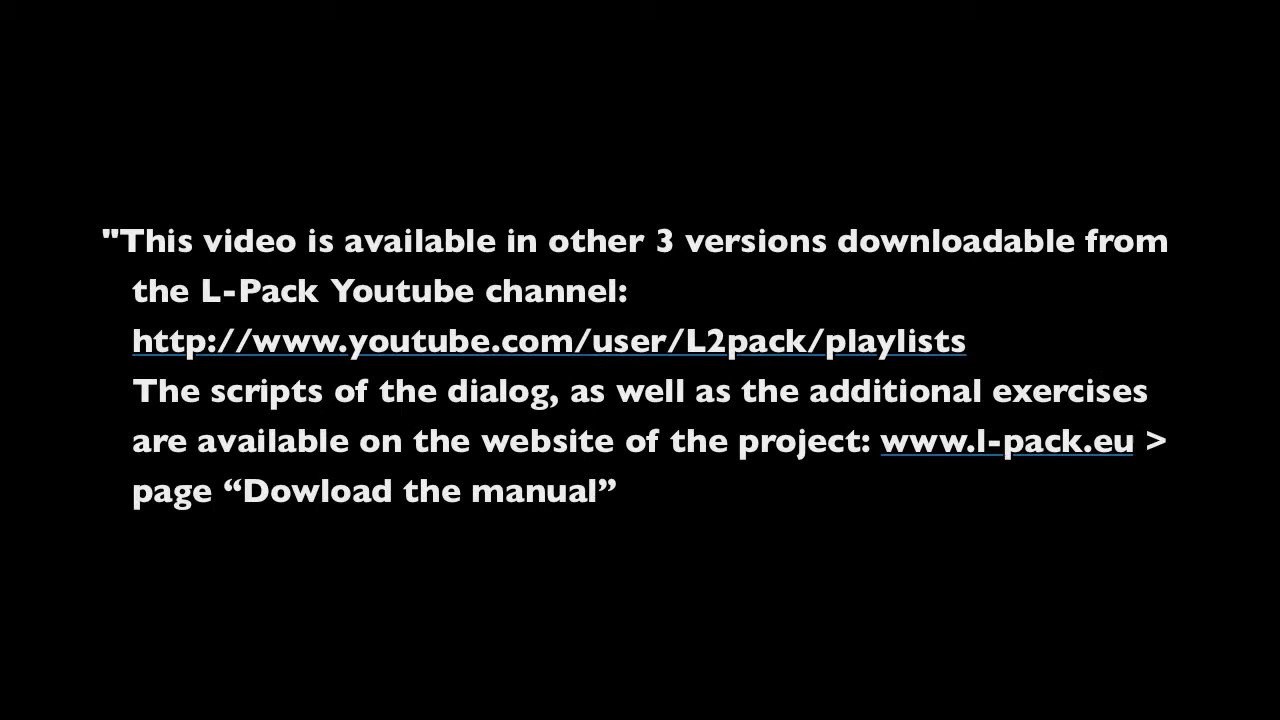 "This video is available in other 3 versions downloadable from
the L-Pack Youtube channel:
http://www.youtube.com/user/L2pack/playlists
The scripts of the dialog, as well as the additional exercises
are available on the website of the project: www.l-pack.eu >
page “Dowload the manual”